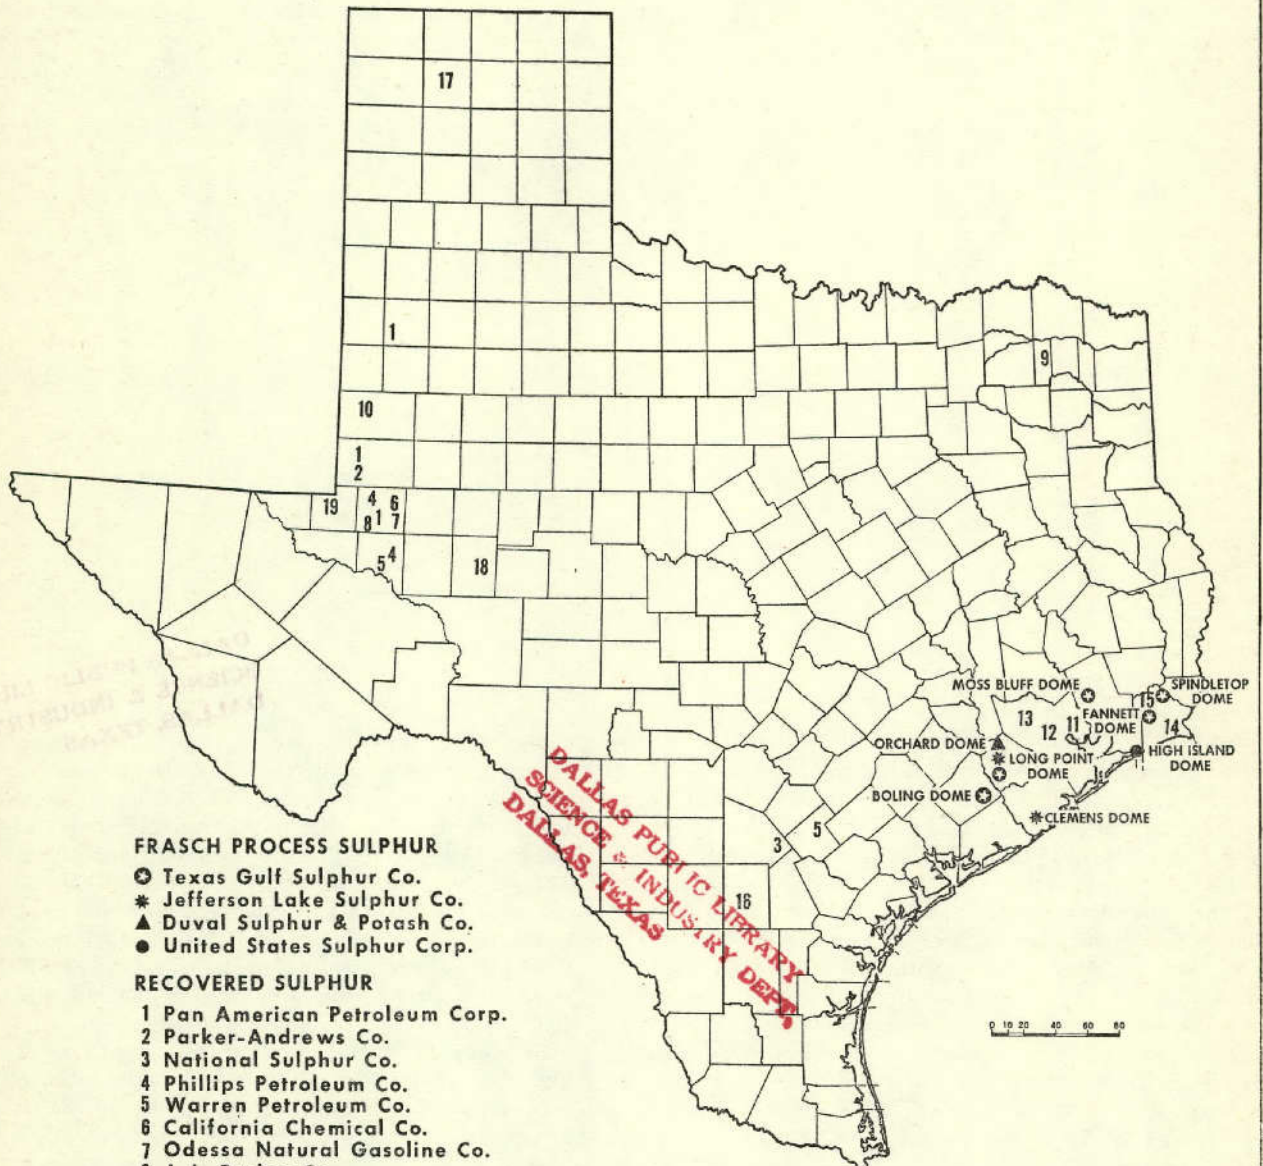 17
1
9
10
1
2
19
4 6
8 1 7
5 4
18
MOSS BLUFF DOME
SPINDLETOP
DOME
15
FANNETT
DOME
13
12
11
14
ORCHARD DOME
LONG POINT
DOME
HIGH ISLAND
DOME
BOLING DOME
CLEMENS DOME
5
3
16
DALLAS PUBLIC LIBRARY
SCIENCE & INDUSTRY DEPT,
DALLAS, TEXAS
0 10 20 40 60 80
FRASCH PROCESS SULPHUR
Texas Gulf Sulphur Co.
Jefferson Lake Sulphur Co.
Duval Sulphur & Potash Co.
United States Sulphur Corp.
RECOVERED SULPHUR
1 Pan American Petroleum Corp.
2 Parker-Andrews Co.
3 National Sulphur Co.
4 Phillips Petroleum Co.
5 Warren Petroleum Co.
6 California Chemical Co.
7 Odessa Natural Gasoline Co.